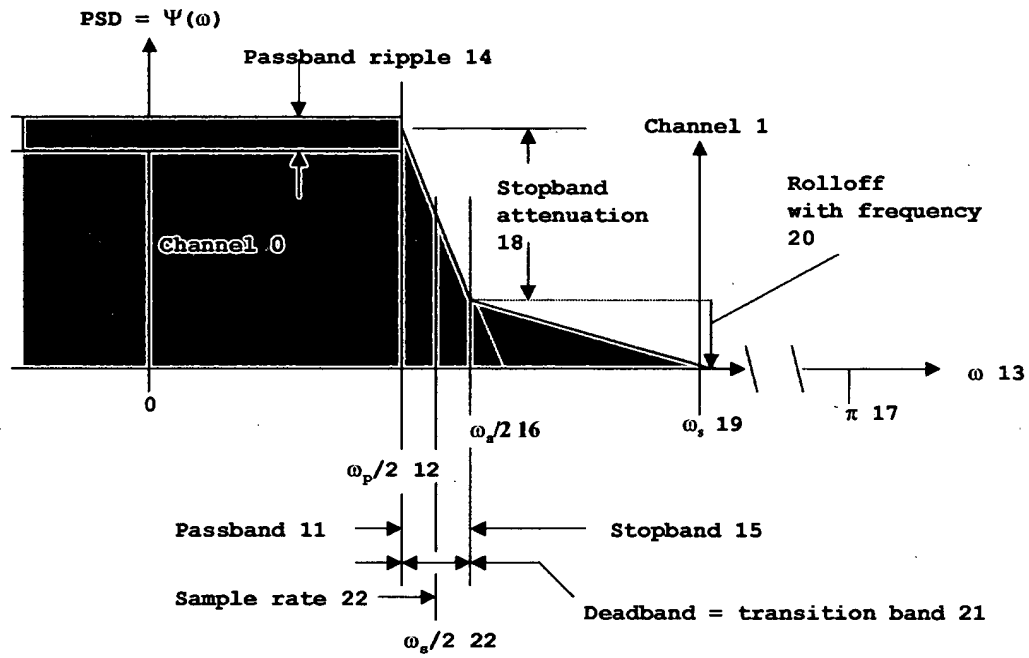 PSD = Ψ(ω)
Passband ripple 14
Channel 1
Rolloff
with frequency
20
Stopband
attenuation
18
Channel 0
ω 13
0
π 17
ωs 19
ωa/2 16
ωp/2 12
Passband 11
Stopband 15
Sample rate 22
Deadband = transition band 21
ωs/2 22